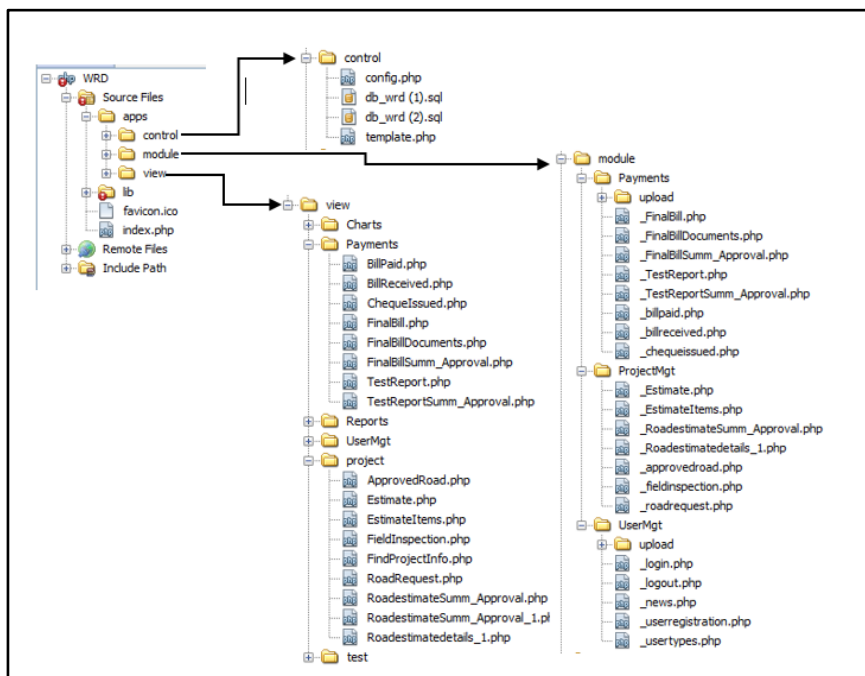 WRD
Source Files
apps
control
module
view
lib
favicon.ico
index.php
Remote Files
Include Path
control
config.php
db_wrd (1).sql
db_wrd (2).sql
template.php
view
Charts
Payments
BillPaid.php
BillReceived.php
ChequeIssued.php
FinalBill.php
FinalBillDocuments.php
FinalBillSumm_Approval.php
TestReport.php
TestReportSumm_Approval.php
Reports
UserMgt
project
ApprovedRoad.php
Estimate.php
EstimateItems.php
FieldInspection.php
FindProjectInfo.php
RoadRequest.php
RoadestimateSumm_Approval.php
RoadestimateSumm_Approval_1.ph
Roadestimatedetails_1.php
test
module
Payments
upload
_FinalBill.php
_FinalBillDocuments.php
_FinalBillSumm_Approval.php
_TestReport.php
_TestReportSumm_Approval.php
_billpaid.php
_billreceived.php
_chequeissued.php
ProjectMgt
_Estimate.php
_EstimateItems.php
_RoadestimateSumm_Approval.php
_Roadestimatedetails_1.php
_approvedroad.php
_fieldinspection.php
_roadrequest.php
UserMgt
upload
_login.php
_logout.php
_news.php
_userregistration.php
_usertypes.php